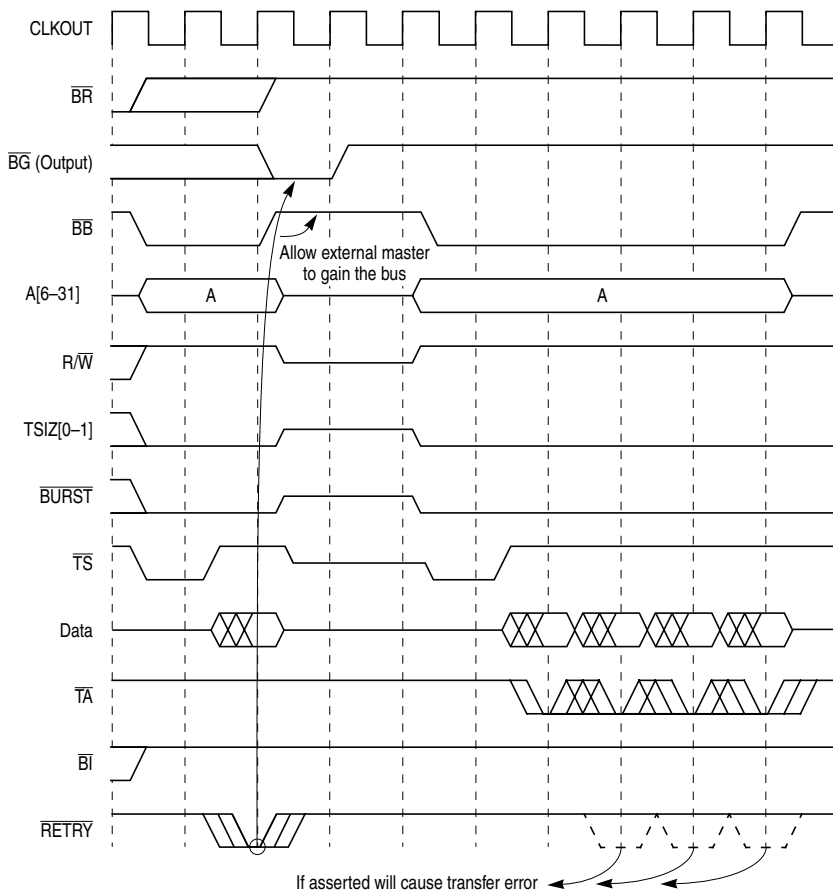 CLKOUT
BR
BG (Output)
BB
Allow external master
to gain the bus
A[6–31]
A
A
R/W
TSIZ[0–1]
BURST
TS
Data
TA
BI
RETRY
If asserted will cause transfer error